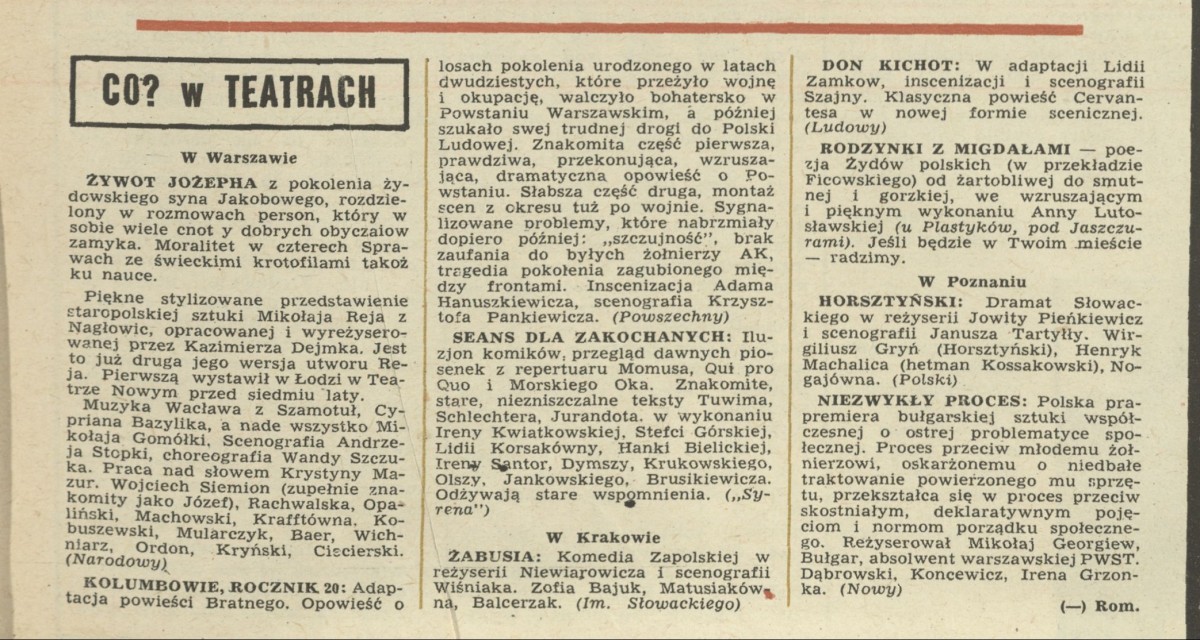 CO? w TEATRACH
W Warszawie
ŻYWOT JOŻEPHA z pokolenia ży-
dowskiego syna Jakobowego, rozdzie-
lony w rozmowach person, który w
sobie wiele cnot y dobrych obyczaiow
zamyka. Moralitet w czterech Spra-
wach ze świeckimi krotofilami takoż
ku nauce.
Piękne stylizowane przedstawienie
staropolskiej sztuki Mikołaja Reja z
Nagłowic, opracowanej i wyreżysero-
wanej przez Kazimierza Dejmka. Jest
to już druga jego wersja utworu Re-
ja. Pierwszą wystawił w Łodzi w Tea-
trze Nowym przed siedmiu laty.
Muzyka Wacława z Szamotuł, Cy-
priana Bazylika, a nade wszystko Mi-
kołaja Gomółki, Scenografia Andrze-
ja Stopki, choreografia Wandy Szczu-
ka. Praca nad słowem Krystyny Ma-
zur. Wojciech Siemion (zupełnie zna-
komity jako Józef), Rachwalska, Opa-
liński, Machowski, Krafftówna. Ko-
buszewski, Mularczyk, Baer, Wich-
niarz, Ordon, Kryński, Ciecierski.
(Narodowy)
KOLUMBOWIE, ROCZNIK 20: Adap-
tacja powieści Bratnego. Opowieść o
losach pokolenia urodzonego w latach
dwudziestych, które przeżyło wojnę
i okupację, walczyło bohatersko w
Powstaniu Warszawskim, a później
szukało swej trudnej drogi do Polski
Ludowej. Znakomita część pierwsza,
prawdziwa, przekonująca, wzrusza-
jąca, dramatyczna opowieść o Po-
wstaniu. Słabsza część druga, montaż
scen z okresu tuż po wojnie. Sygna-
lizowane problemy, które nabrzmiały
dopiero później: „szczujność", brak
zaufania do byłych żołnierzy AK,
tragedia pokolenia zagubionego mię-
dzy frontami. Inscenizacja Adama
Hanuszkiewicza, scenografia Krzysz-
tofa Pankiewicza. (Powszechny)
SEANS DLA ZAKOCHANYCH: Ilu-
zjon komików, przegląd dawnych pio-
senek z repertuaru Momusa, Qui pro
Quo i Morskiego Oka. Znakomite,
stare, niezniszczalne teksty Tuwima,
Schlechtera, Jurandota. w wykonaniu
Ireny Kwiatkowskiej, Stefci Górskiej,
Lidii Korsakówny, Hanki Bielickiej,
Ireny Santor, Dymszy, Krukowskiego,
Olszy, Jankowskiego, Brusikiewicza.
Odżywają stare wspomnienia. („Sy-
rena")
W Krakowie
ŻABUSIA: Komedia Zapolskiej w
reżyserii Niewiarowicza i scenografii
Wiśniaka. Zofia Bajuk, Matusiaków-
na, Balcerzak. (Im. Słowackiego)
DON KICHOT: W adaptacji Lidii
Zamkow, inscenizacji i scenografii
Szajny. Klasyczna powieść Cervan-
tesa w nowej formie scenicznej.
(Ludowy)
RODZYNKI Z MIGDAŁAMI — poe-
zja Żydów polskich (w przekładzie
Ficowskiego) od żartobliwej do smut-
nej i gorzkiej, we wzruszającym
i pięknym wykonaniu Anny Luto-
sławskiej (u Plastyków, pod Jaszczu-
rami). Jeśli będzie w Twoim mieście
— radzimy.
W Poznaniu
HORSZTYŃSKI: Dramat Słowac-
kiego w reżyserii Jowity Pieńkiewicz
i scenografii Janusza Tartyłły. Wir-
giliusz Gryń (Horsztyński), Henryk
Machalica (hetman Kossakowski), No-
gajówna. (Polski)
NIEZWYKŁY PROCES: Polska pra-
premiera bułgarskiej sztuki współ-
czesnej o ostrej problematyce spo-
łecznej. Proces przeciw młodemu żoł-
nierzowi, oskarżonemu o niedbałe
traktowanie powierzonego mu sprzę-
tu, przekształca się w proces przeciw
skostniałym, deklaratywnym poję-
ciom i normom porządku społeczne-
go. Reżyserował Mikołaj Georgiew,
Bułgar, absolwent warszawskiej PWST.
Dąbrowski, Koncewicz, Irena Grzon-
ka. (Nowy)
(—) Rom.